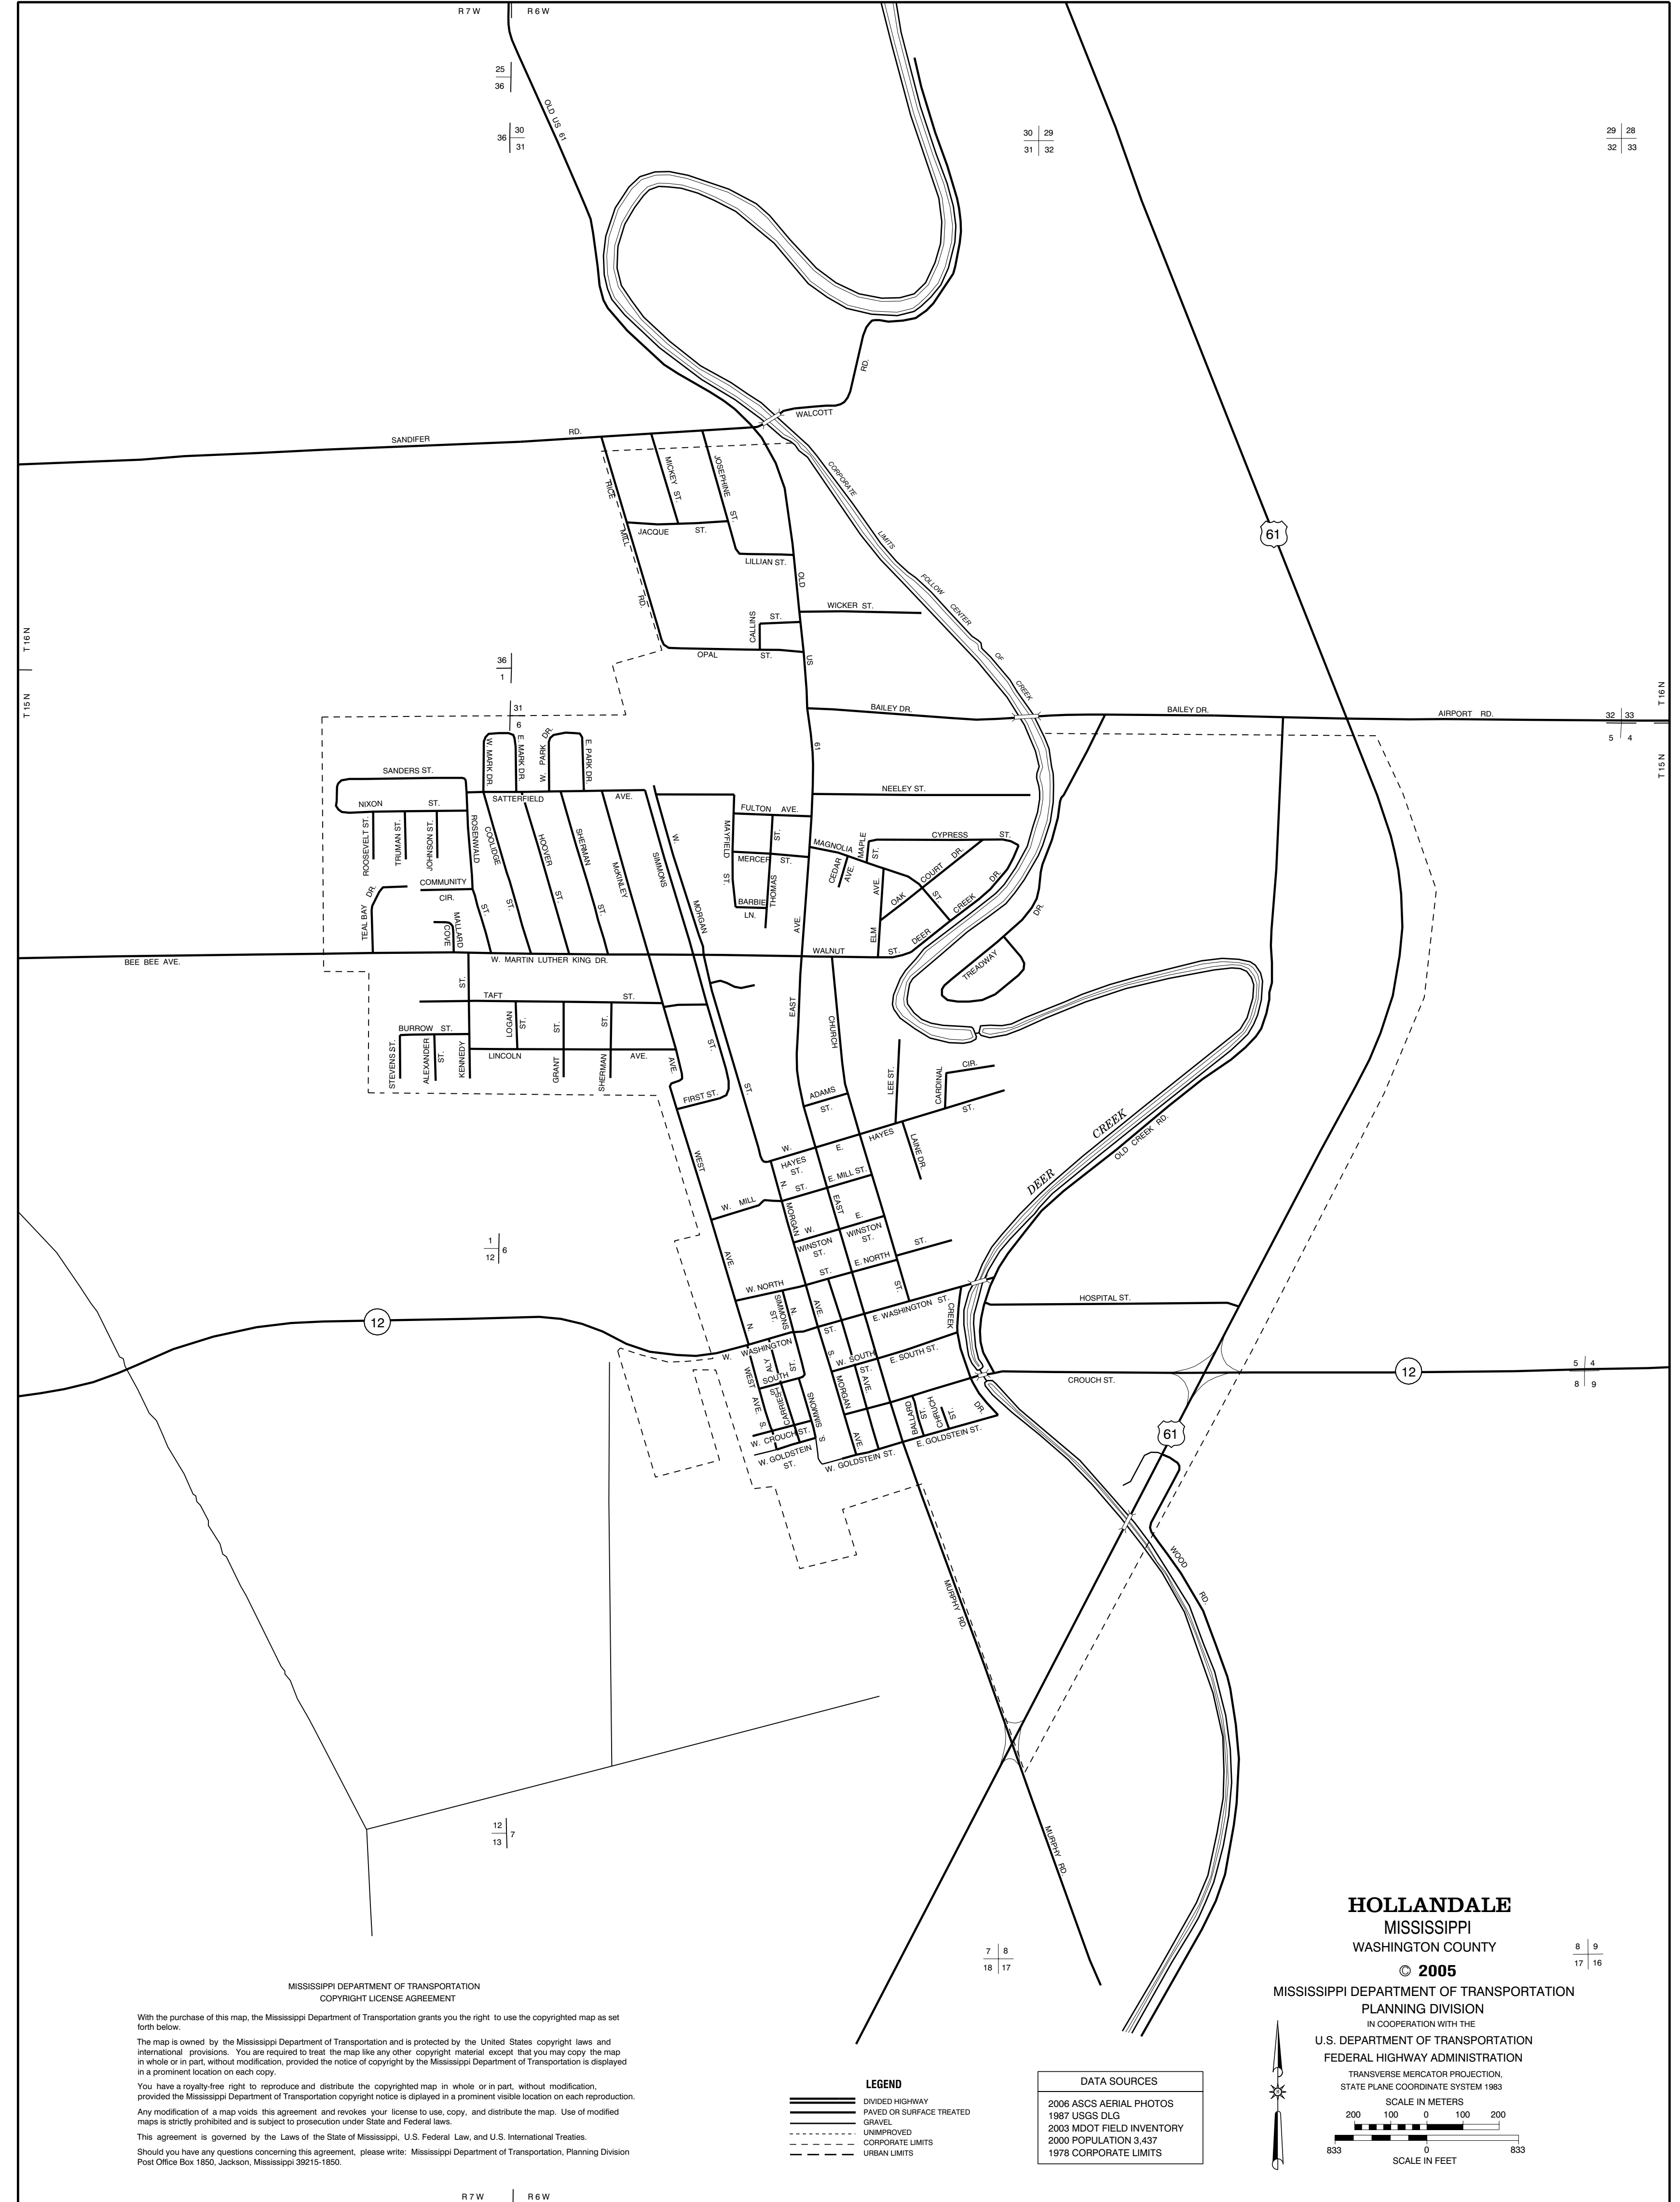 R 7 W R 6 W
25
36
36 30
31
30 29
31 32
29 28
32 33
OLD US 61
RD.
WALCOTT
SANDIFER RD.
RICE MILL RD.
MICKEY ST.
JOSEPHINE ST.
JACQUE ST.
LILLIAN ST.
CORPORATE LIMITS FOLLOW CENTER OF CREEK
61
OLD US 61
WICKER ST.
CALLINS ST.
OPAL ST.
T 16 N
T 15 N
36
1
31
6
BAILEY DR.
BAILEY DR.
AIRPORT RD.
T 16 N
T 15 N
32 33
5 4
W. MARK DR.
E. MARK DR.
W. PARK DR.
E. PARK DR.
SANDERS ST.
SATTERFIELD AVE.
NIXON ST.
NEELEY ST.
FULTON AVE.
ROOSEVELT ST.
TRUMAN ST.
JOHNSON ST.
ROSENWALD ST.
COOLIDGE ST.
HOOVER ST.
SHERMAN ST.
McKINLEY
SIMMONS ST.
W. MORGAN ST.
MAYFIELD ST.
MERCER ST.
THOMAS ST.
BARBIE LN.
MAGNOLIA ST.
MAPLE ST.
CEDAR AVE.
CYPRESS ST.
OAK COURT DR.
ELM AVE.
DEER CREEK DR.
TREADWAY DR.
COMMUNITY CIR.
TEAL BAY DR.
MALLARD COVE
BEE BEE AVE.
W. MARTIN LUTHER KING DR.
AVE.
WALNUT ST.
TAFT ST.
BURROW ST.
LOGAN ST.
LINCOLN AVE.
STEVENS ST.
ALEXANDER ST.
KENNEDY ST.
GRANT ST.
SHERMAN ST.
AVE.
FIRST ST.
EAST
CHURCH
ADAMS ST.
LEE ST.
CARDINAL CIR.
W. HAYES ST.
E. HAYES ST.
LAINE DR.
DEER CREEK
OLD CREEK RD.
WEST AVE.
W. MILL ST.
E. MILL ST.
N. MORGAN AVE.
EAST
W. WINSTON ST.
E. WINSTON ST.
W. NORTH ST.
E. NORTH ST.
ST.
1
12 6
12
N.
N. SIMMONS ST.
W. WASHINGTON ST.
E. WASHINGTON ST.
CREEK DR.
HOSPITAL ST.
W. SOUTH ST.
E. SOUTH ST.
SOUTH ST.
WEST AVE. S.
CARRIES ALY
SIMMONS ST.
S.
S. MORGAN AVE.
AVE.
CROUCH ST.
12
5 4
8 9
W. CROUCH ST.
W. GOLDSTEIN ST.
W. GOLDSTEIN ST.
E. GOLDSTEIN ST.
BALLARD ST.
CHRUCH ST.
61
MURPHY RD.
WOOD RD.
MURPHY RD
12
13 7
7 8
18 17
8 9
17 16
HOLLANDALE
MISSISSIPPI
WASHINGTON COUNTY
© 2005
MISSISSIPPI DEPARTMENT OF TRANSPORTATION
PLANNING DIVISION
IN COOPERATION WITH THE
U.S. DEPARTMENT OF TRANSPORTATION
FEDERAL HIGHWAY ADMINISTRATION
TRANSVERSE MERCATOR PROJECTION,
STATE PLANE COORDINATE SYSTEM 1983
SCALE IN METERS
200 100 0 100 200
833 0 833
SCALE IN FEET
MISSISSIPPI DEPARTMENT OF TRANSPORTATION
COPYRIGHT LICENSE AGREEMENT
With the purchase of this map, the Mississippi Department of Transportation grants you the right to use the copyrighted map as set
forth below.
The map is owned by the Mississippi Department of Transportation and is protected by the United States copyright laws and
international provisions. You are required to treat the map like any other copyright material except that you may copy the map
in whole or in part, without modification, provided the notice of copyright by the Mississippi Department of Transportation is displayed
in a prominent location on each copy.
You have a royalty-free right to reproduce and distribute the copyrighted map in whole or in part, without modification,
provided the Mississippi Department of Transportation copyright notice is diplayed in a prominent visible location on each reproduction.
Any modification of a map voids this agreement and revokes your license to use, copy, and distribute the map. Use of modified
maps is strictly prohibited and is subject to prosecution under State and Federal laws.
This agreement is governed by the Laws of the State of Mississippi, U.S. Federal Law, and U.S. International Treaties.
Should you have any questions concerning this agreement, please write: Mississippi Department of Transportation, Planning Division
Post Office Box 1850, Jackson, Mississippi 39215-1850.
LEGEND
DIVIDED HIGHWAY
PAVED OR SURFACE TREATED
GRAVEL
UNIMPROVED
CORPORATE LIMITS
URBAN LIMITS
DATA SOURCES
2006 ASCS AERIAL PHOTOS
1987 USGS DLG
2003 MDOT FIELD INVENTORY
2000 POPULATION 3,437
1978 CORPORATE LIMITS
R 7 W R 6 W